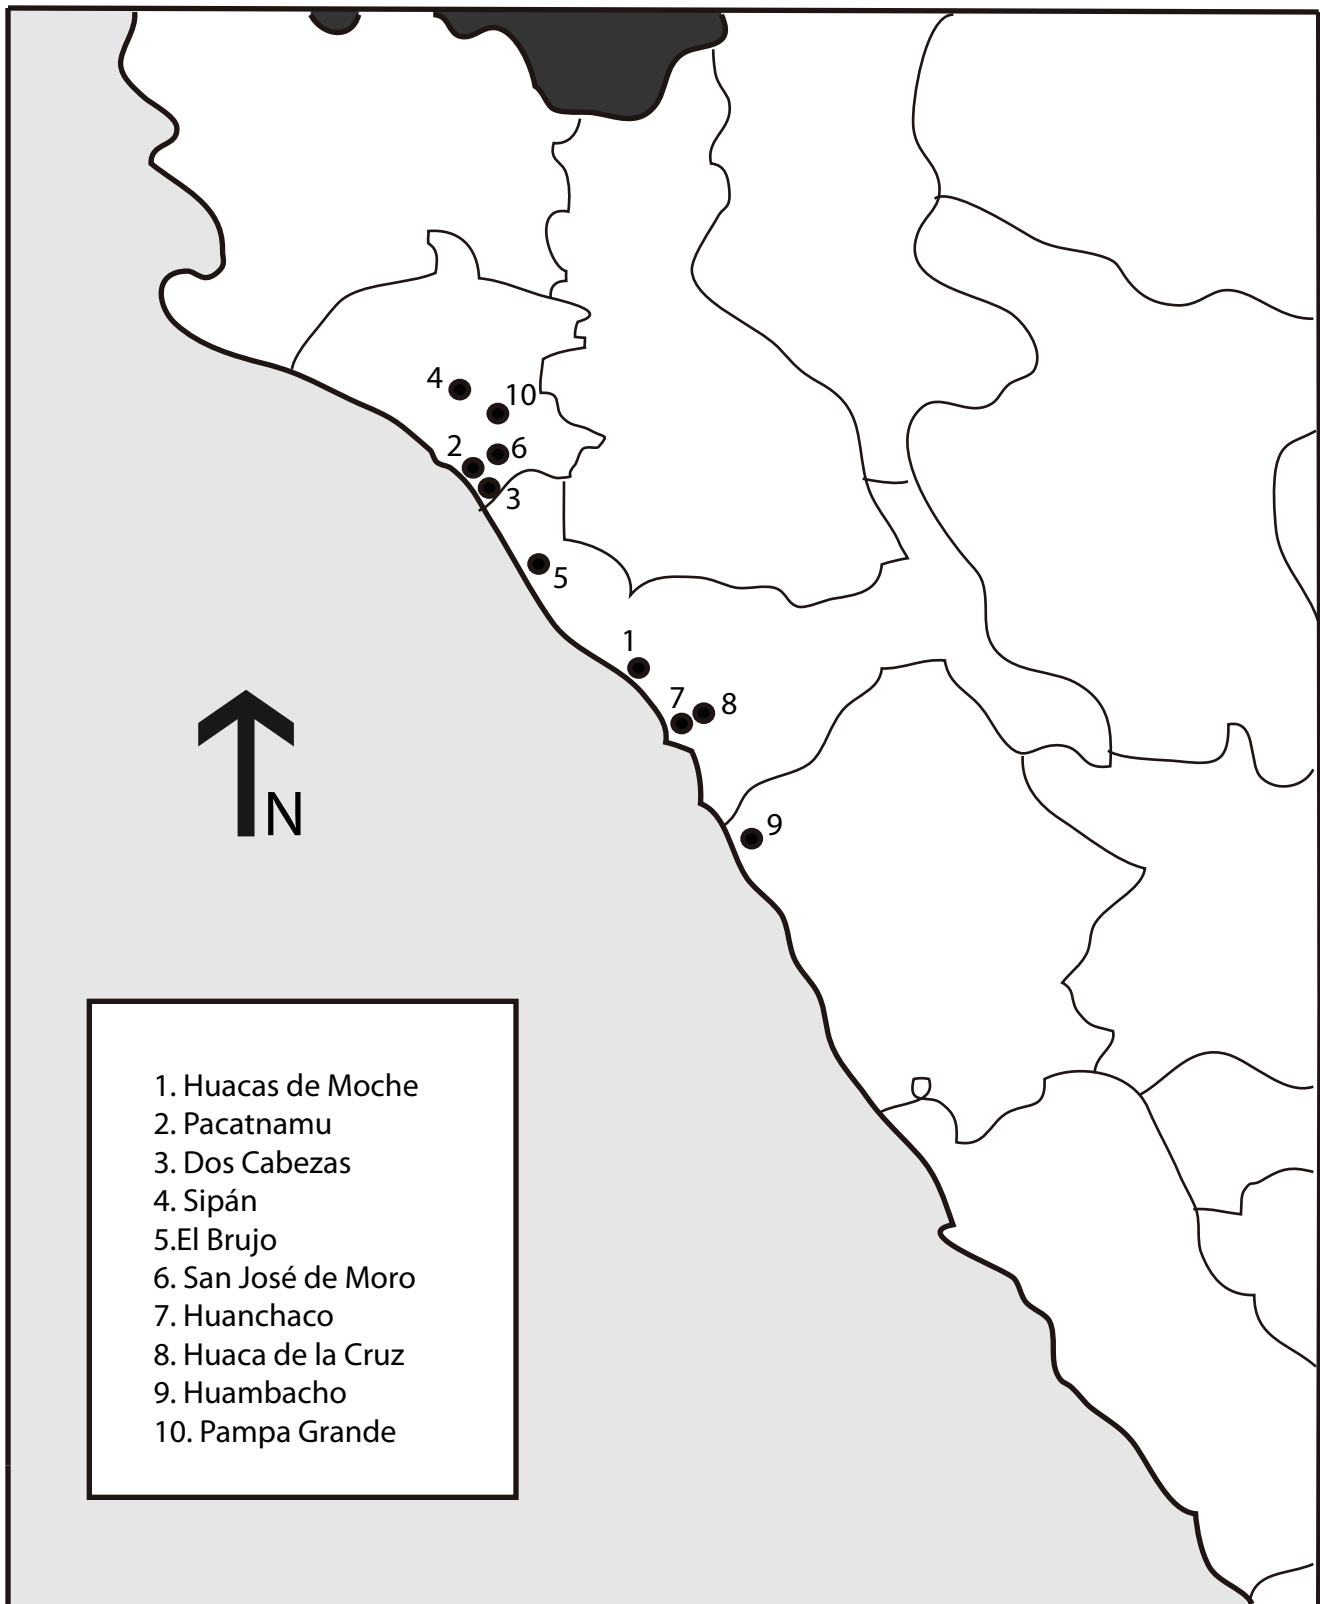 4
10
2
6
3
5
1
7
8
N
9
1. Huacas de Moche
2. Pacatnamu
3. Dos Cabezas
4. Sipán
5.El Brujo
6. San José de Moro
7. Huanchaco
8. Huaca de la Cruz
9. Huambacho
10. Pampa Grande